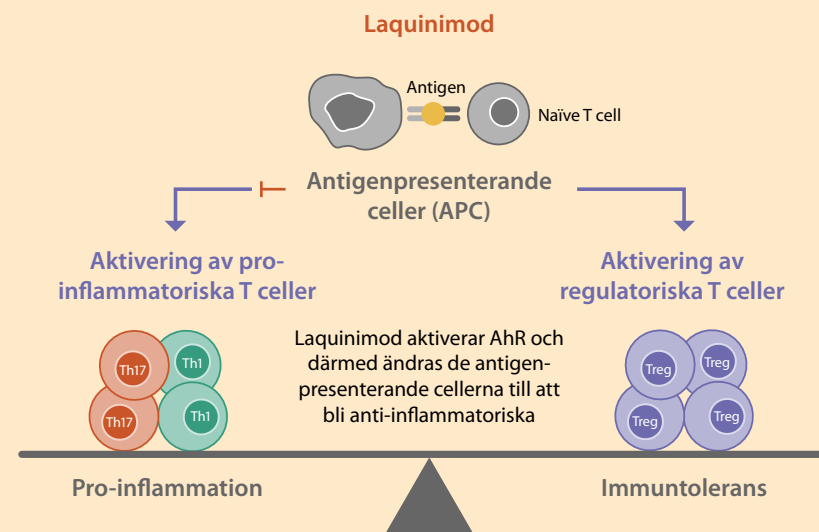 Laquinimod
Antigen
Naïve T cell
Antigenpresenterande
celler (APC)
Aktivering av pro-
inflammatoriska T celler
Aktivering av
regulatoriska T celler
Laquinimod aktiverar AhR och
därmed ändras de antigen-
presenterande cellerna till att
bli anti-inflammatoriska
Th17
Th1
Th17
Th1
Treg
Treg
Treg
Treg
Pro-inflammation
Immuntolerans